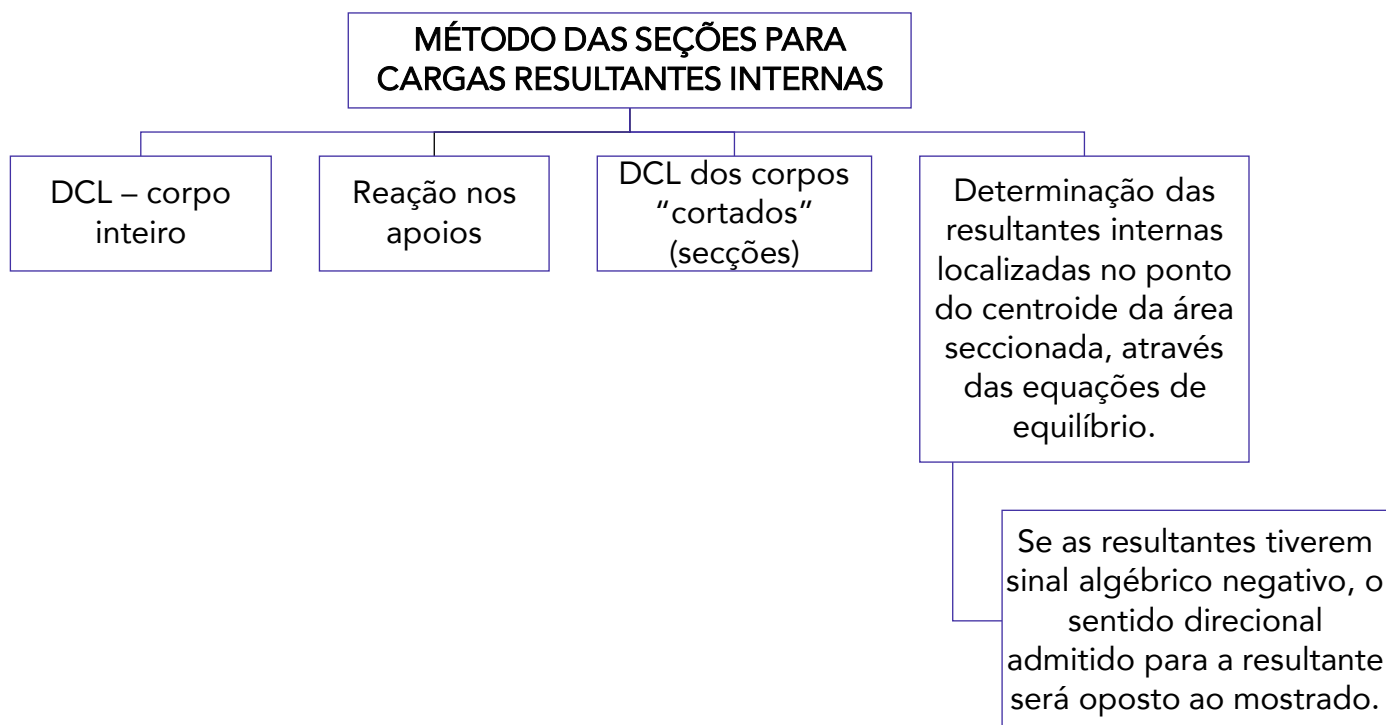 MÉTODO DAS SEÇÕES PARA
CARGAS RESULTANTES INTERNAS
DCL – corpo
inteiro
Reação nos
apoios
DCL dos corpos
“cortados”
(secções)
Determinação das
resultantes internas
localizadas no ponto
do centroide da área
seccionada, através
das equações de
equilíbrio.
Se as resultantes tiverem
sinal algébrico negativo, o
sentido direcional
admitido para a resultante
será oposto ao mostrado.